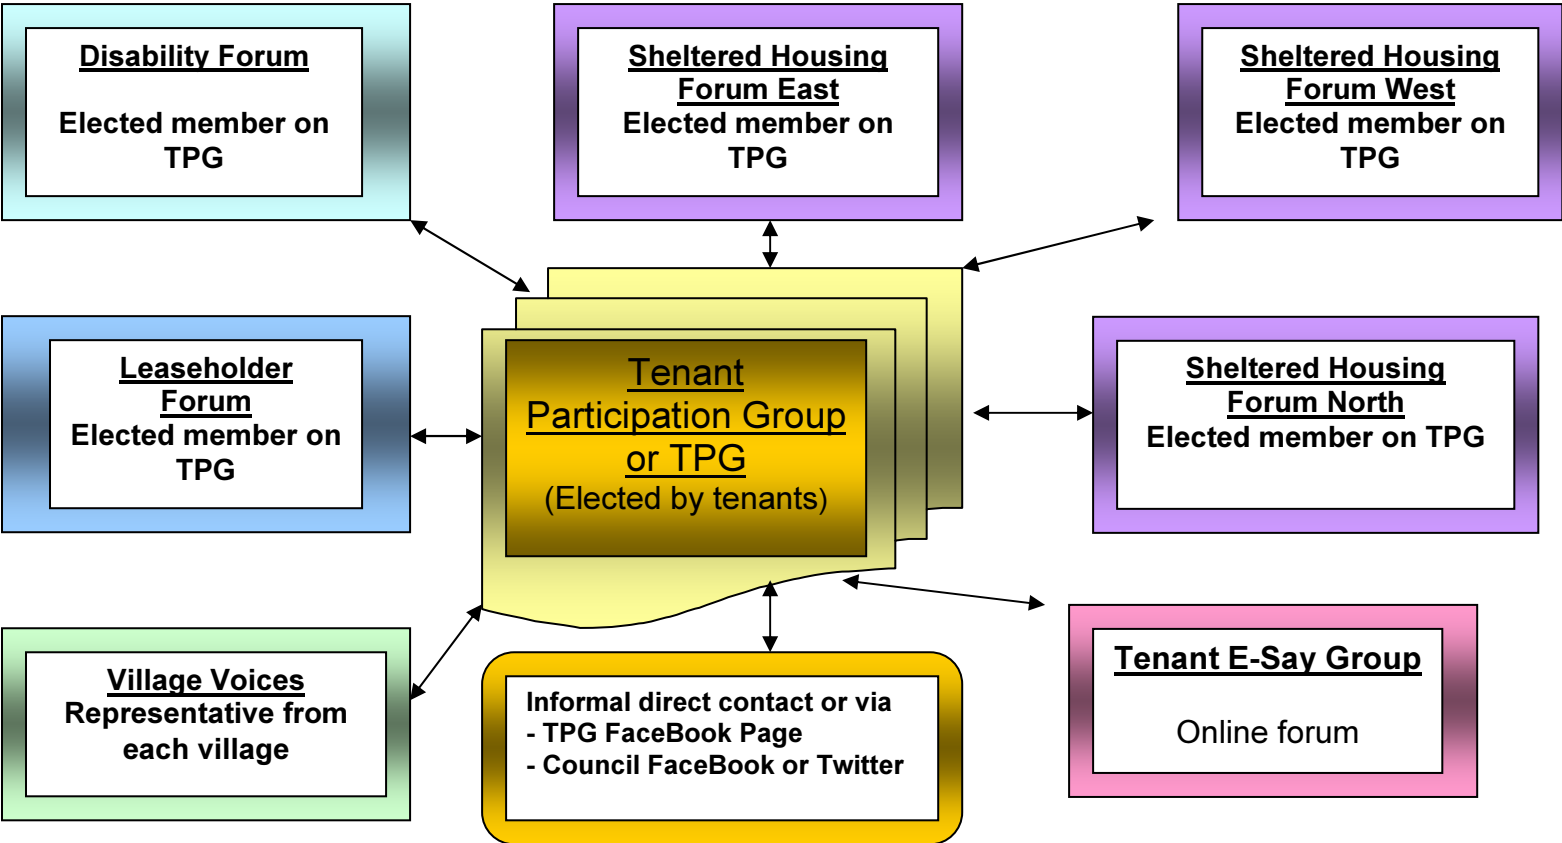 Disability Forum
Elected member on
TPG
Sheltered Housing
Forum East
Elected member on
TPG
Sheltered Housing
Forum West
Elected member on
TPG
Leaseholder
Forum
Elected member on
TPG
Tenant
Participation Group
or TPG
(Elected by tenants)
Sheltered Housing
Forum North
Elected member on TPG
Village Voices
Representative from
each village
Informal direct contact or via
- TPG FaceBook Page
- Council FaceBook or Twitter
Tenant E-Say Group
Online forum